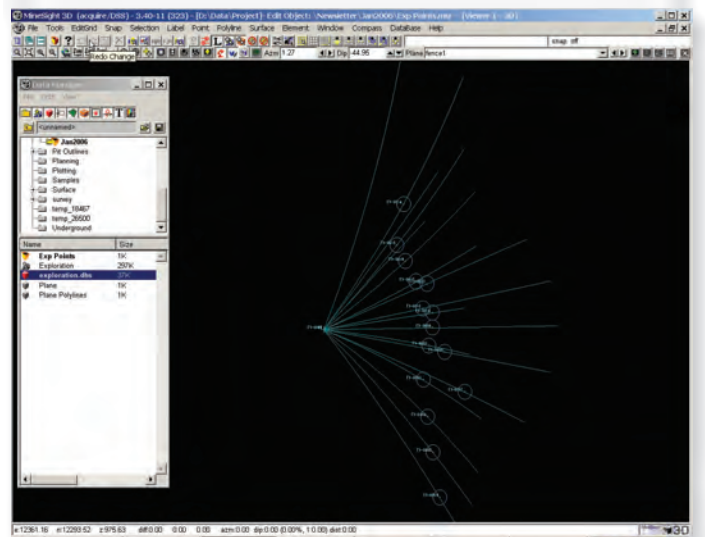 MineSight 3D {acquire/DSS} - 3.40-11 (323) - [D:\Data\Project}: Edit Object: \Newsletter\Jan2006\Exp Points.msr [Viewer 1 - 3D]
File Tools EditGrid Snap Selection Label Point Polyline Surface Element Window Compass DataBase Help
snap off
Azm 1.27 Dip -44.95 Plane fence1
Redo Change
Data Manager
<unnamed>
Jan2006
Pit Outlines
Planning
Plotting
Samples
Surface
survey
temp_18467
temp_26500
Underground
Name Size
Exp Points 1K
Exploration 297K
exploration.dbs 37K
Plane 1K
Plane Polylines 1K
e:12361.16 n:12293.52 z:975.63 diff:0.00 0.00 0.00 azm:0.00 dip:0.00 (0.00%, 1:0.00) dist:0.00
3D